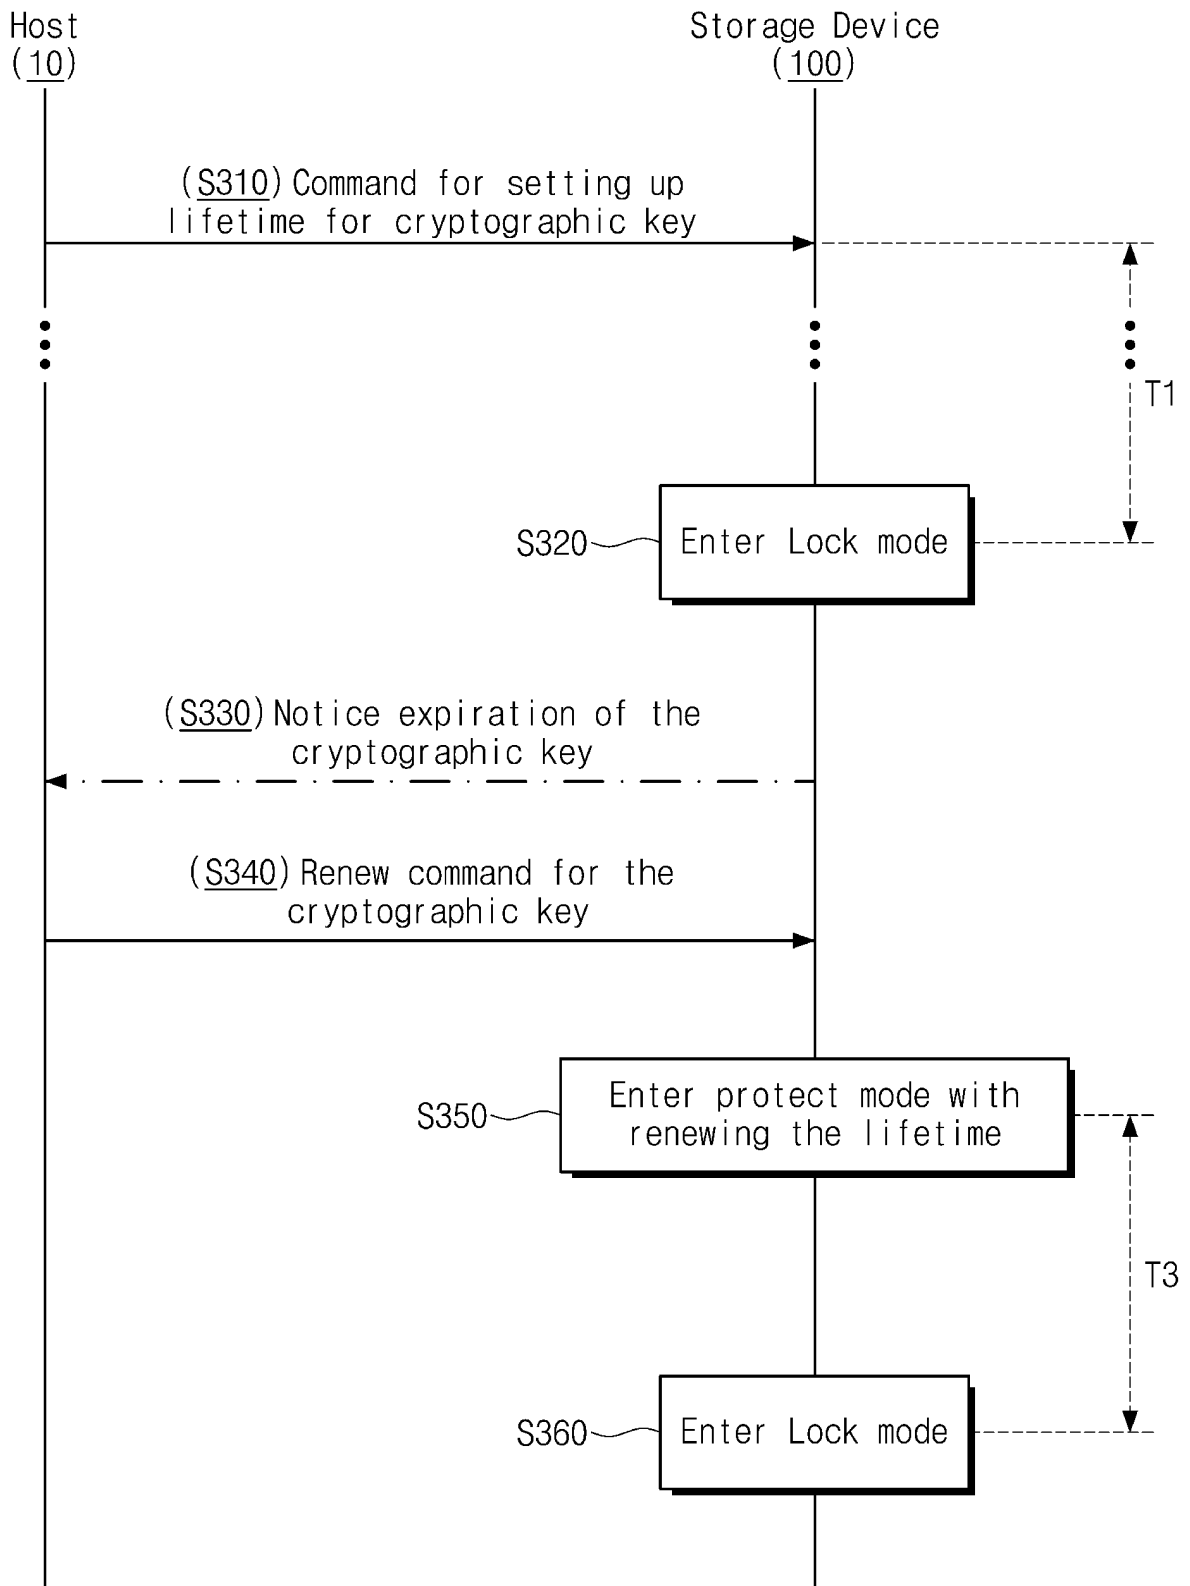 Host
(10)
Storage Device
(100)
(S310) Command for setting up
lifetime for cryptographic key
T1
S320
Enter Lock mode
(S330) Notice expiration of the
cryptographic key
(S340) Renew command for the
cryptographic key
S350
Enter protect mode with
renewing the lifetime
T3
S360
Enter Lock mode